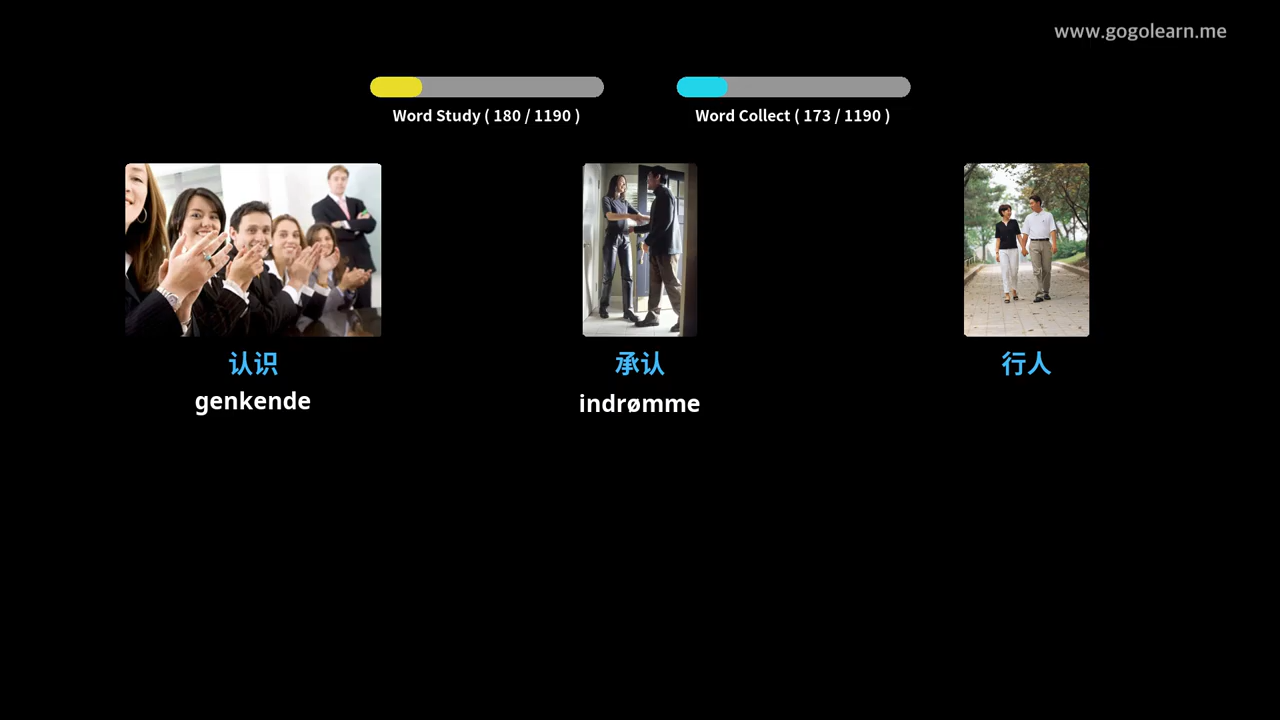 www.gogolearn.me
Word Study ( 180 / 1190 )
Word Collect ( 173 / 1190 )
认识
承认
行人
genkende
indrømme